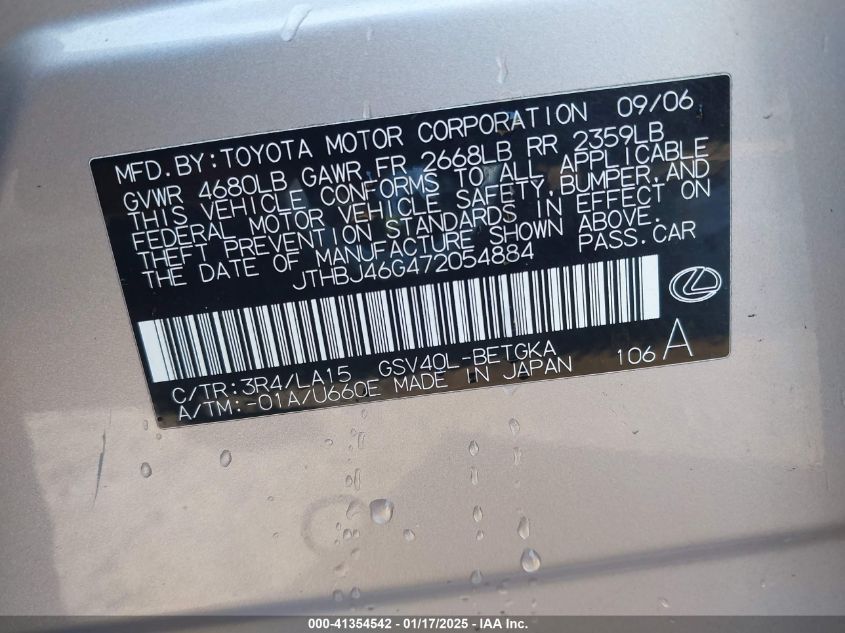 MFD.BY:TOYOTA MOTOR CORPORATION 09/06
GVWR 4680LB GAWR FR 2668LB RR 2359LB
THIS VEHICLE CONFORMS TO ALL APPLICABLE
FEDERAL MOTOR VEHICLE SAFETY,BUMPER,AND
THEFT PREVENTION STANDARDS IN EFFECT ON
THE DATE OF MANUFACTURE SHOWN ABOVE.
JTHBJ46G472054884 PASS.CAR
C/TR:3R4/LA15 GSV40L-BETGKA
A/TM:-01A/U660E MADE IN JAPAN 106 A
000-41354542 - 01/17/2025 - IAA Inc.